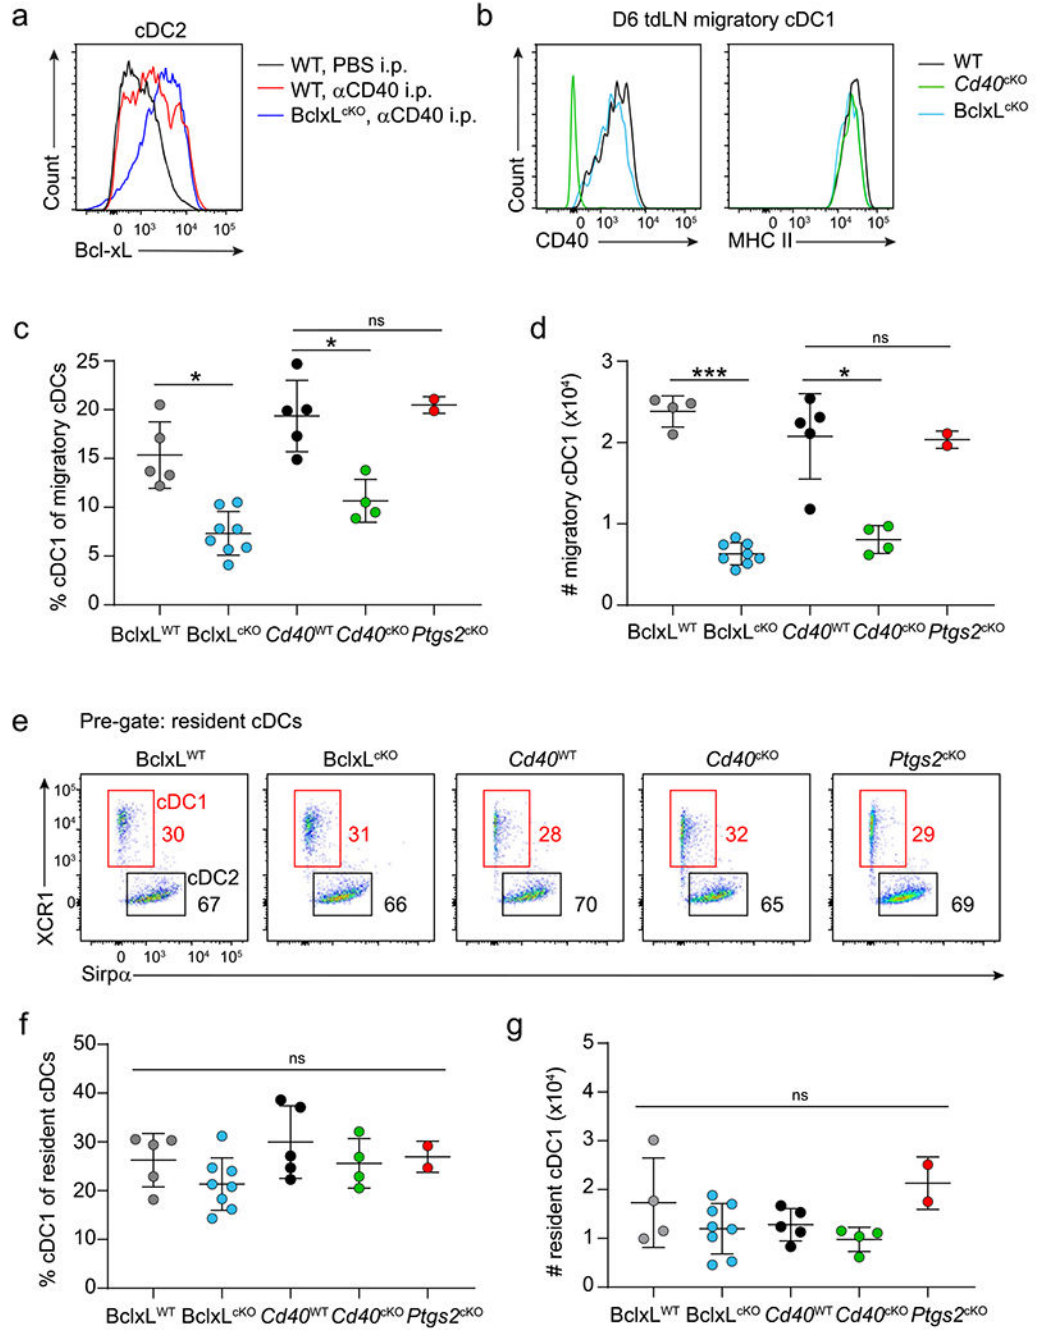 a
cDC2
Count
0 10³ 10⁴ 10⁵
Bcl-xL
WT, PBS i.p.
WT, αCD40 i.p.
BclxLcKO, αCD40 i.p.
b
D6 tdLN migratory cDC1
Count
0 10³ 10⁴ 10⁵
CD40
0 10³ 10⁴ 10⁵
MHC II
WT
Cd40cKO
BclxLcKO
c
% cDC1 of migratory cDCs
25
20
15
10
5
0
*
ns
*
BclxLWT BclxLcKO Cd40WT Cd40cKO Ptgs2cKO
d
# migratory cDC1 (x10⁴)
3
2
1
0
***
ns
*
BclxLWT BclxLcKO Cd40WT Cd40cKO Ptgs2cKO
e
Pre-gate: resident cDCs
BclxLWT BclxLcKO Cd40WT Cd40cKO Ptgs2cKO
XCR1
10⁵
10⁴
10³
0
cDC1
30
31
28
32
29
cDC2
67
66
70
65
69
0 10³ 10⁴ 10⁵
Sirpα
f
% cDC1 of resident cDCs
50
40
30
20
10
0
ns
BclxLWT BclxLcKO Cd40WT Cd40cKO Ptgs2cKO
g
# resident cDC1 (x10⁴)
5
4
3
2
1
0
ns
BclxLWT BclxLcKO Cd40WT Cd40cKO Ptgs2cKO